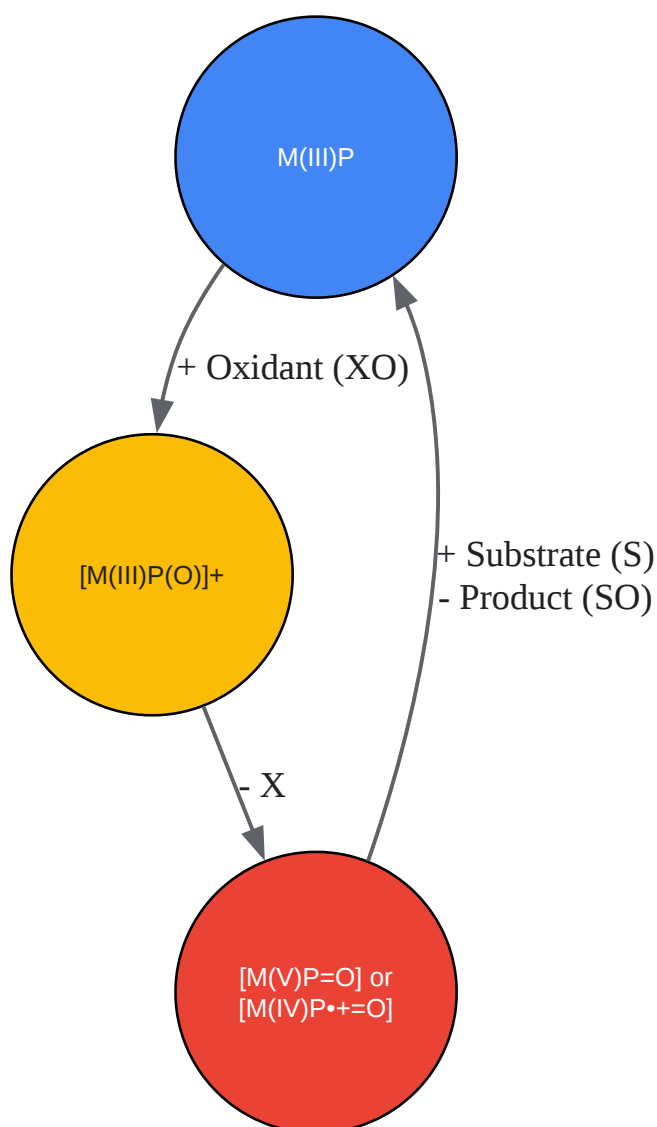 M(III)P
+ Oxidant (XO)
[M(III)P(O)]+
+ Substrate (S)
- Product (SO)
- X
[M(V)P=O] or
[M(IV)P•+=O]